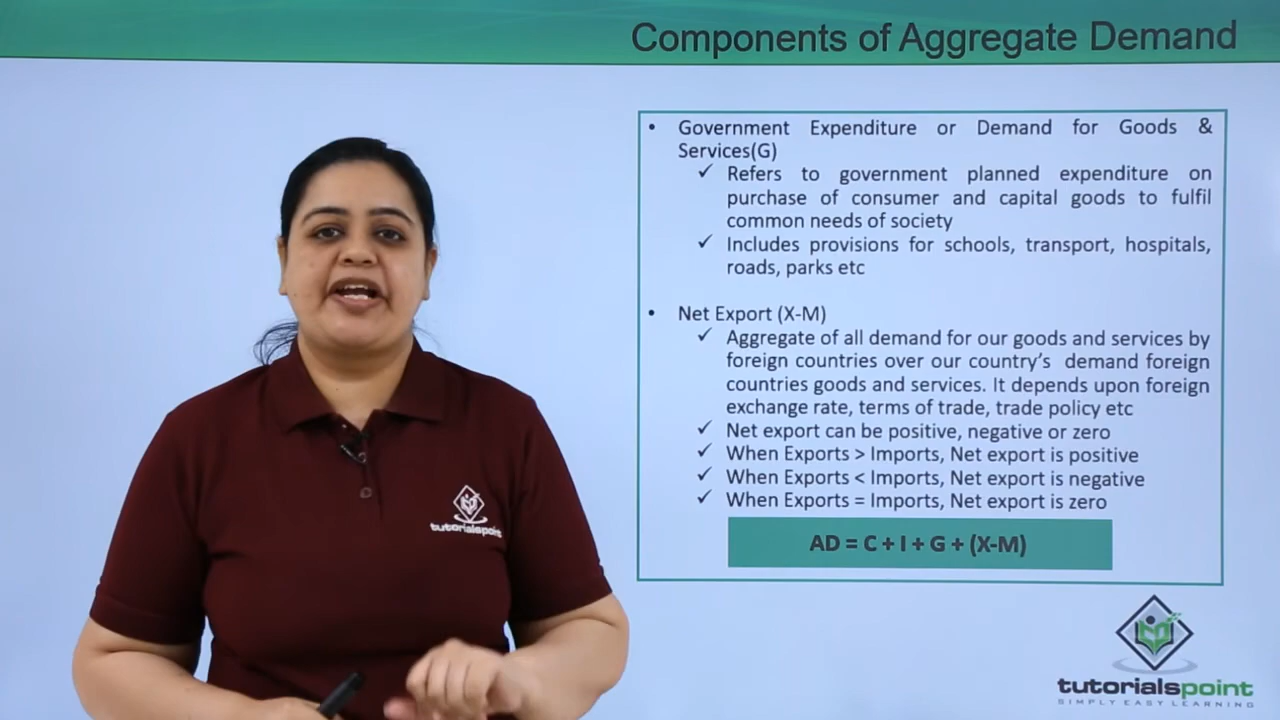 Components of Aggregate Demand
• Government Expenditure or Demand for Goods &
Services(G)
✓ Refers to government planned expenditure on
purchase of consumer and capital goods to fulfil
common needs of society
✓ Includes provisions for schools, transport, hospitals,
roads, parks etc
• Net Export (X-M)
✓ Aggregate of all demand for our goods and services by
foreign countries over our country's demand foreign
countries goods and services. It depends upon foreign
exchange rate, terms of trade, trade policy etc
✓ Net export can be positive, negative or zero
✓ When Exports > Imports, Net export is positive
✓ When Exports < Imports, Net export is negative
✓ When Exports = Imports, Net export is zero
AD = C + I + G + (X-M)
tutorialspoint
tutorialspoint
SIMPLY EASY LEARNING